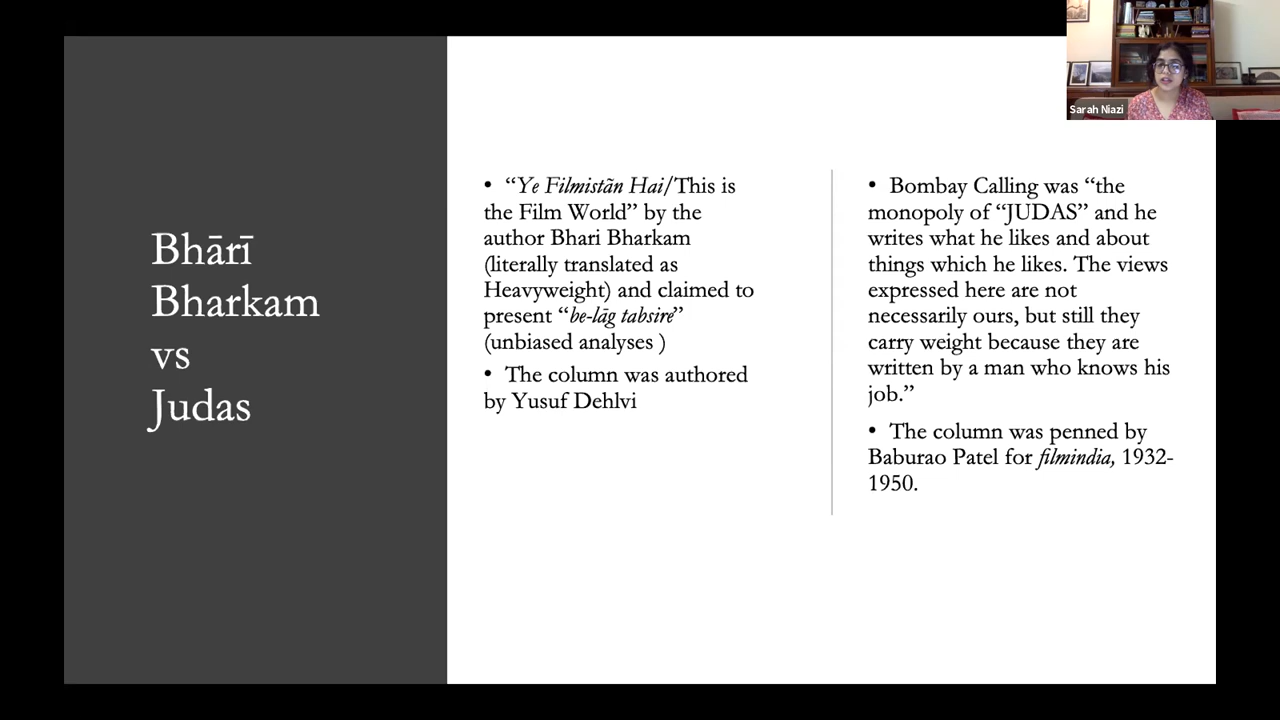 Sarah Niazi
Bhārī
Bharkam
vs
Judas
• “Ye Filmistān Hai/This is
the Film World” by the
author Bhari Bharkam
(literally translated as
Heavyweight) and claimed to
present “be-lāg tabsire”
(unbiased analyses )
• The column was authored
by Yusuf Dehlvi
• Bombay Calling was “the
monopoly of “JUDAS” and he
writes what he likes and about
things which he likes. The views
expressed here are not
necessarily ours, but still they
carry weight because they are
written by a man who knows his
job.”
• The column was penned by
Baburao Patel for filmindia, 1932-
1950.